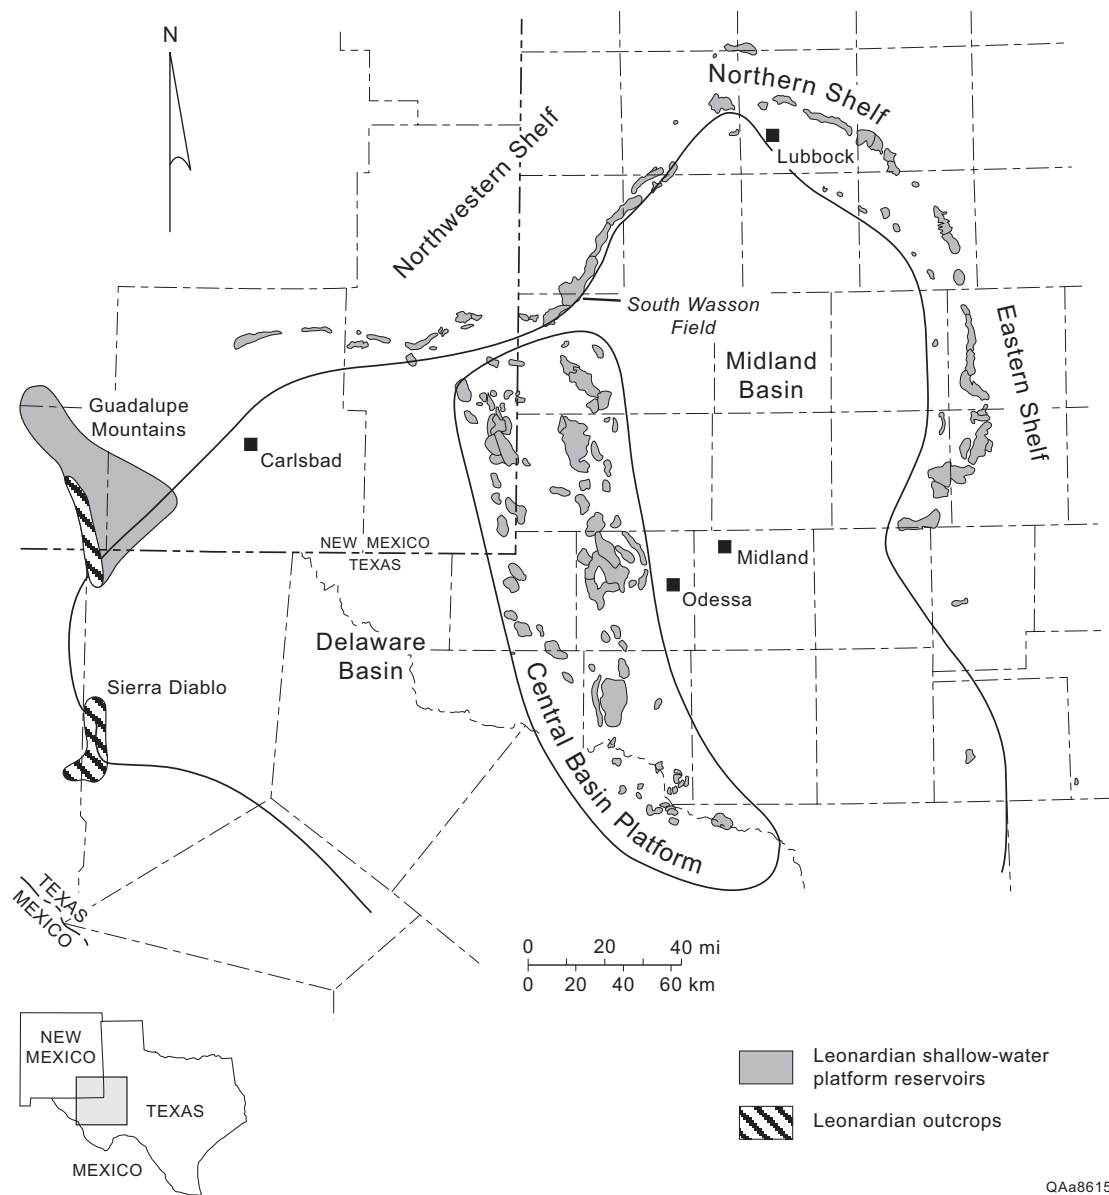 N
Northern Shelf
Northwestern Shelf
Lubbock
South Wasson
Field
Eastern Shelf
Midland
Basin
Guadalupe
Mountains
Carlsbad
NEW MEXICO
TEXAS
Midland
Odessa
Delaware
Basin
Sierra Diablo
Central Basin Platform
TEXAS
MEXICO
0 20 40 mi
0 20 40 60 km
NEW
MEXICO
TEXAS
MEXICO
Leonardian shallow-water
platform reservoirs
Leonardian outcrops
QAa8615